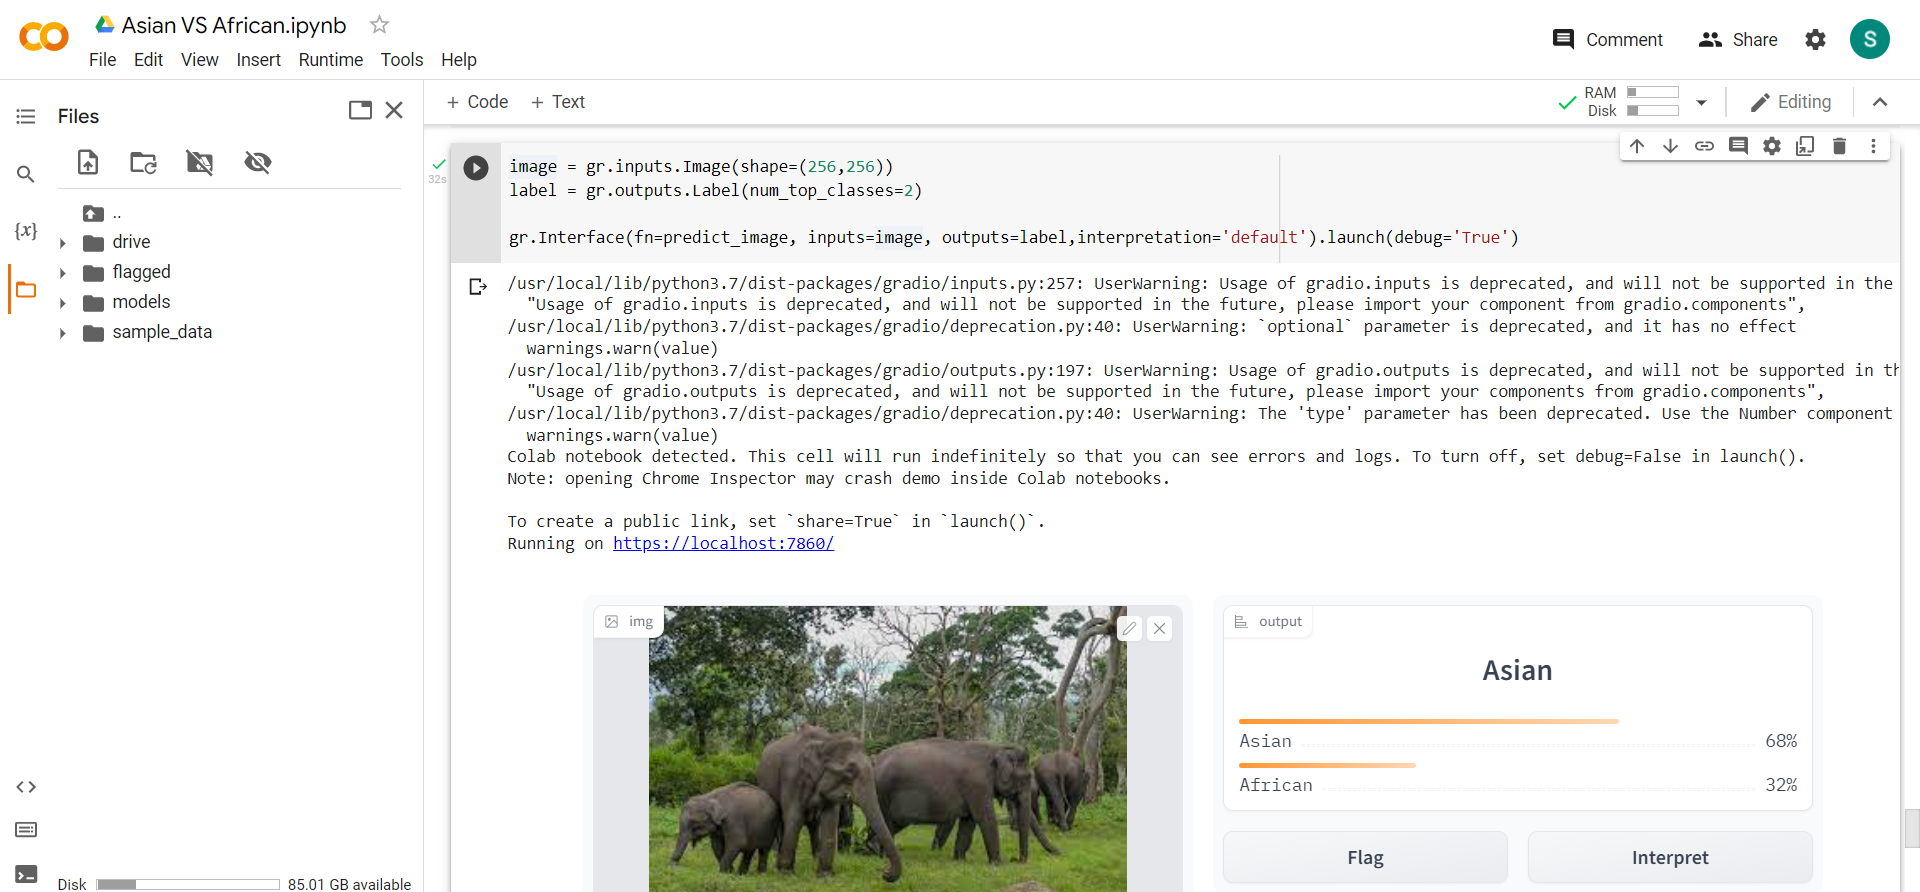 Asian VS African.ipynb
File Edit View Insert Runtime Tools Help
Comment
Share
S
Files
+ Code + Text
RAM
Disk
Editing
{x}
..
drive
flagged
models
sample_data
32s
image = gr.inputs.Image(shape=(256,256))
label = gr.outputs.Label(num_top_classes=2)
gr.Interface(fn=predict_image, inputs=image, outputs=label,interpretation='default').launch(debug='True')
/usr/local/lib/python3.7/dist-packages/gradio/inputs.py:257: UserWarning: Usage of gradio.inputs is deprecated, and will not be supported in the
"Usage of gradio.inputs is deprecated, and will not be supported in the future, please import your component from gradio.components",
/usr/local/lib/python3.7/dist-packages/gradio/deprecation.py:40: UserWarning: `optional` parameter is deprecated, and it has no effect
warnings.warn(value)
/usr/local/lib/python3.7/dist-packages/gradio/outputs.py:197: UserWarning: Usage of gradio.outputs is deprecated, and will not be supported in th
"Usage of gradio.outputs is deprecated, and will not be supported in the future, please import your components from gradio.components",
/usr/local/lib/python3.7/dist-packages/gradio/deprecation.py:40: UserWarning: The 'type' parameter has been deprecated. Use the Number component
warnings.warn(value)
Colab notebook detected. This cell will run indefinitely so that you can see errors and logs. To turn off, set debug=False in launch().
Note: opening Chrome Inspector may crash demo inside Colab notebooks.
To create a public link, set `share=True` in `launch()`.
Running on https://localhost:7860/
img
output
Asian
Asian 68%
African 32%
Flag
Interpret
Disk 85.01 GB available